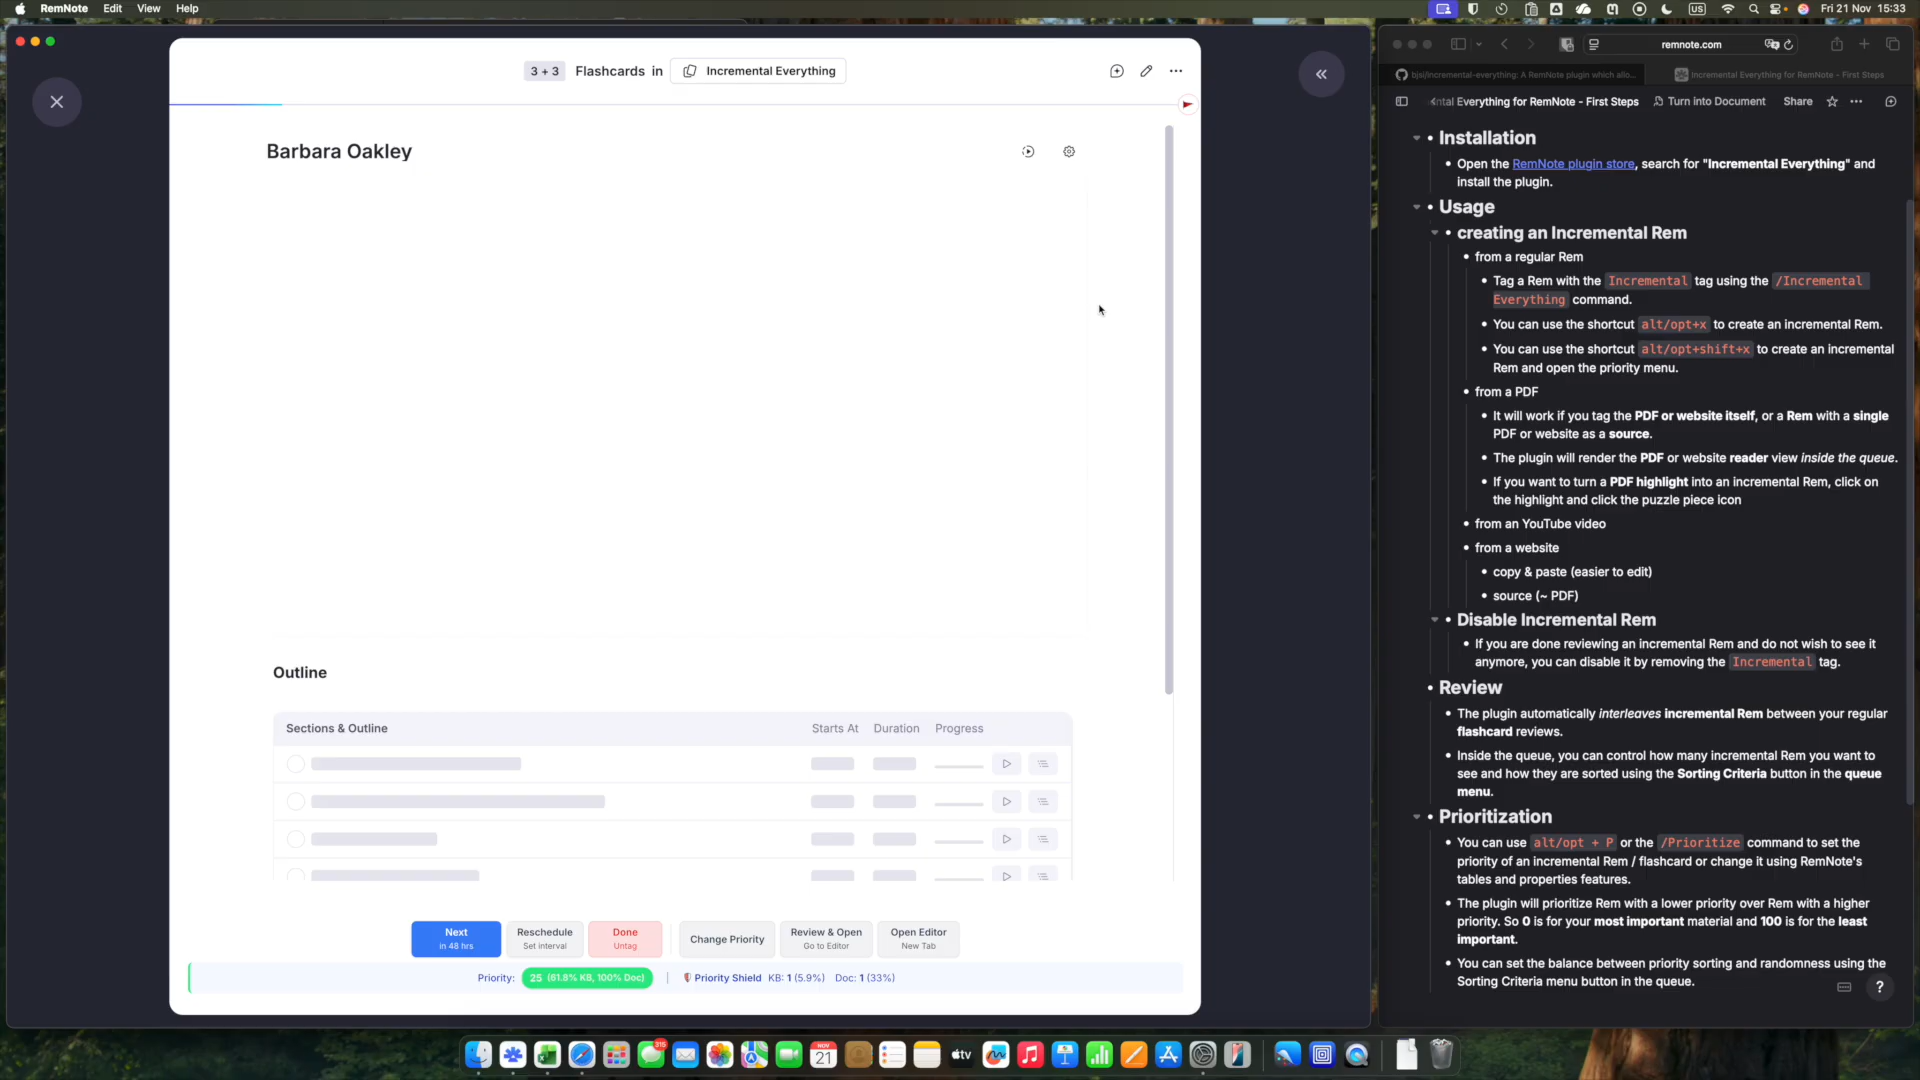 RemNote Edit View Help
US
Fri 21 Nov 15:33
3 + 3 Flashcards in Incremental Everything
Barbara Oakley
Outline
Sections & Outline Starts At Duration Progress
Next
in 48 hrs
Reschedule
Set interval
Done
Untag
Change Priority
Review & Open
Go to Editor
Open Editor
New Tab
Priority: 25 (61.8% KB, 100% Doc) | Priority Shield KB: 1 (5.9%) Doc: 1 (33%)
remnote.com
bjsi/incremental-everything: A RemNote plugin which allo...
Incremental Everything for RemNote - First Steps
ntal Everything for RemNote - First Steps Turn into Document Share
Installation
Open the RemNote plugin store, search for "Incremental Everything" and
install the plugin.
Usage
creating an Incremental Rem
from a regular Rem
Tag a Rem with the Incremental tag using the /Incremental
Everything command.
You can use the shortcut alt/opt+x to create an incremental Rem.
You can use the shortcut alt/opt+shift+x to create an incremental
Rem and open the priority menu.
from a PDF
It will work if you tag the PDF or website itself, or a Rem with a single
PDF or website as a source.
The plugin will render the PDF or website reader view inside the queue.
If you want to turn a PDF highlight into an incremental Rem, click on
the highlight and click the puzzle piece icon
from an YouTube video
from a website
copy & paste (easier to edit)
source (~ PDF)
Disable Incremental Rem
If you are done reviewing an incremental Rem and do not wish to see it
anymore, you can disable it by removing the Incremental tag.
Review
The plugin automatically interleaves incremental Rem between your regular
flashcard reviews.
Inside the queue, you can control how many incremental Rem you want to
see and how they are sorted using the Sorting Criteria button in the queue
menu.
Prioritization
You can use alt/opt + P or the /Prioritize command to set the
priority of an incremental Rem / flashcard or change it using RemNote's
tables and properties features.
The plugin will prioritize Rem with a lower priority over Rem with a higher
priority. So 0 is for your most important material and 100 is for the least
important.
You can set the balance between priority sorting and randomness using the
Sorting Criteria menu button in the queue.
?
315
NOV
21
tv